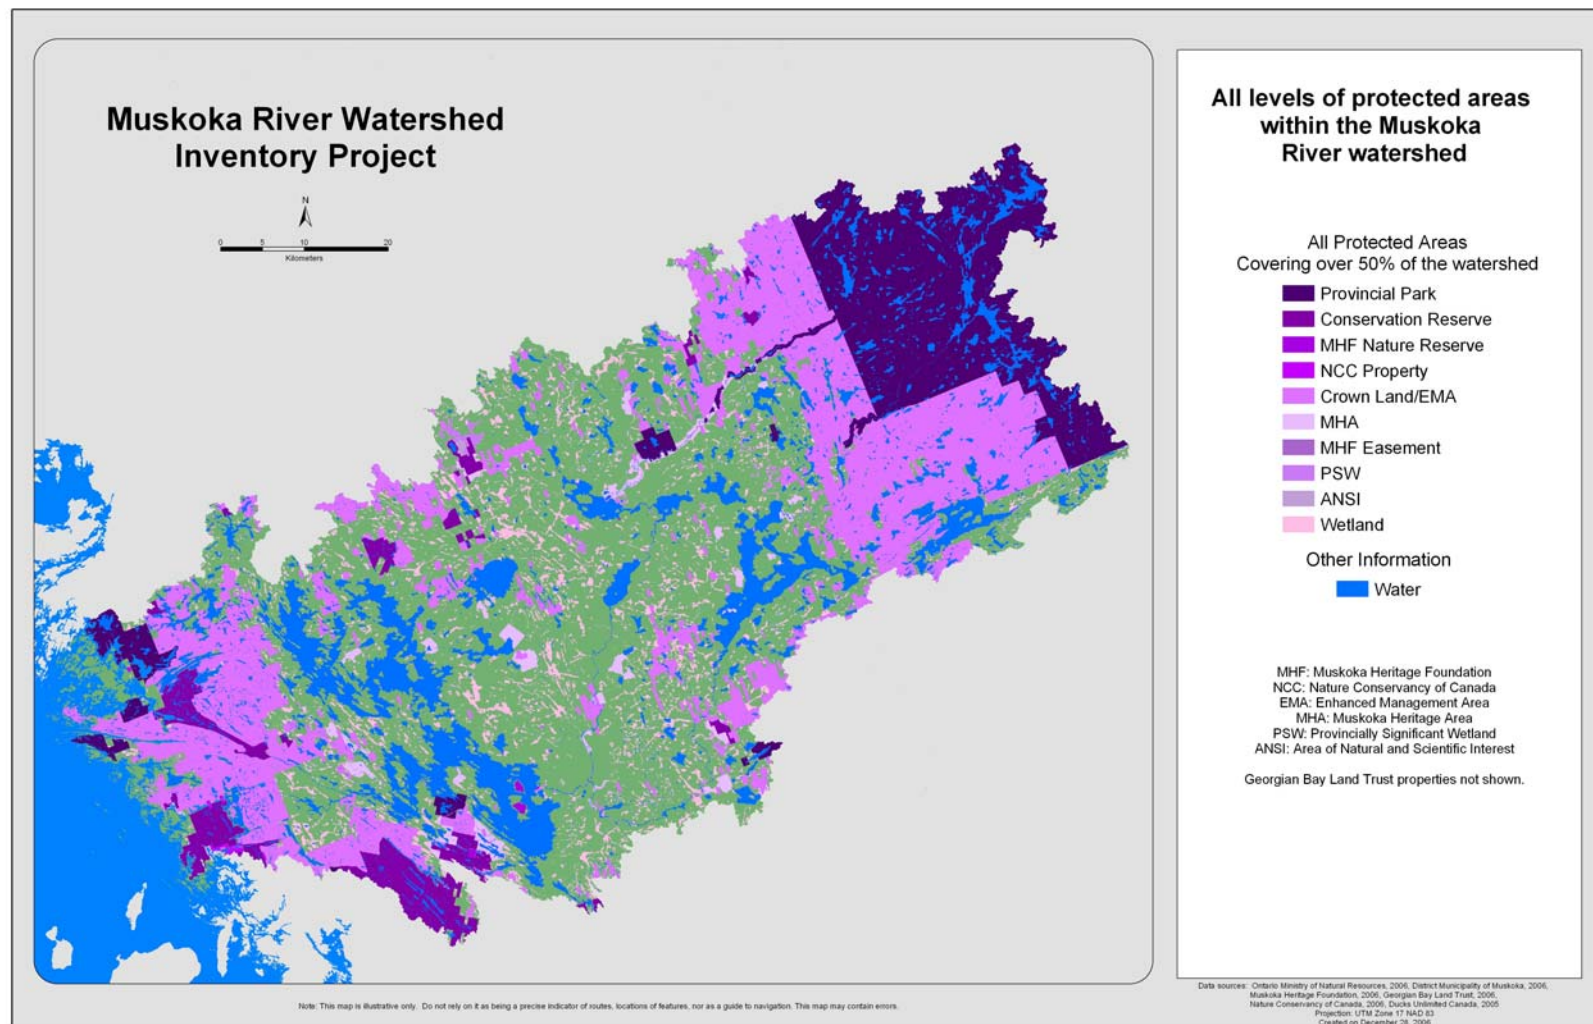 Muskoka River Watershed
Inventory Project
N
0 5 10 20
Kilometers
Note: This map is illustrative only. Do not rely on it as being a precise indicator of routes, locations of features, nor as a guide to navigation. This map may contain errors.
All levels of protected areas
within the Muskoka
River watershed
All Protected Areas
Covering over 50% of the watershed
Provincial Park
Conservation Reserve
MHF Nature Reserve
NCC Property
Crown Land/EMA
MHA
MHF Easement
PSW
ANSI
Wetland
Other Information
Water
MHF: Muskoka Heritage Foundation
NCC: Nature Conservancy of Canada
EMA: Enhanced Management Area
MHA: Muskoka Heritage Area
PSW: Provincially Significant Wetland
ANSI: Area of Natural and Scientific Interest
Georgian Bay Land Trust properties not shown.
Data sources: Ontario Ministry of Natural Resources, 2006, District Municipality of Muskoka, 2006,
Muskoka Heritage Foundation, 2006, Georgian Bay Land Trust, 2006,
Nature Conservancy of Canada, 2006, Ducks Unlimited Canada, 2005
Projection: UTM Zone 17 NAD 83
Created on December 28, 2006